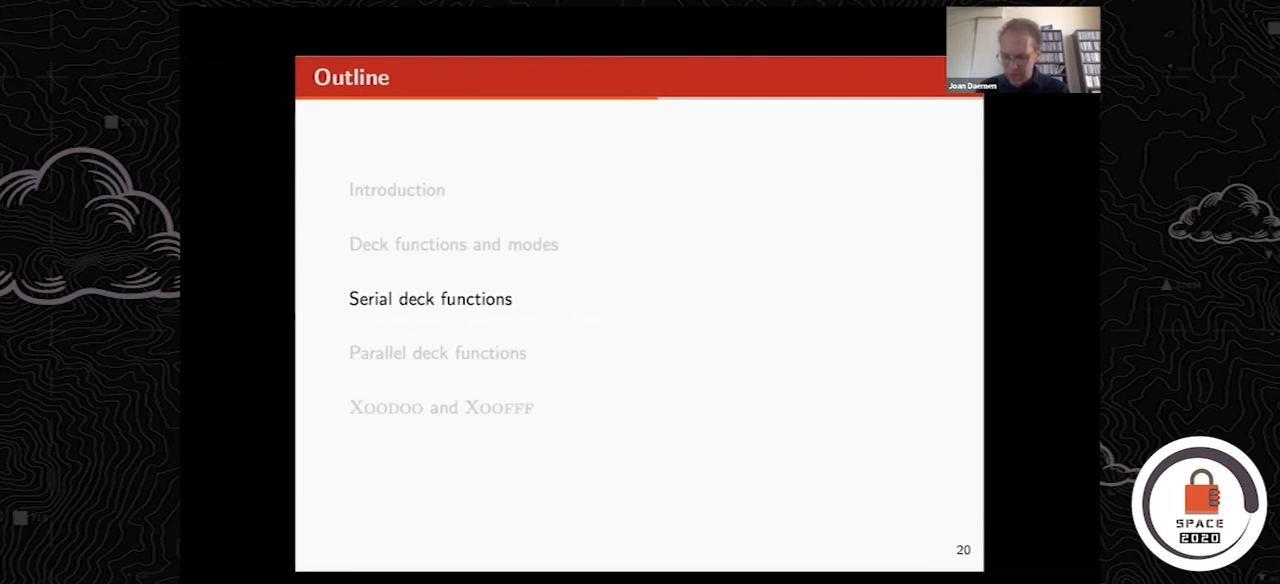 Outline
Joan Daemen
Introduction
Deck functions and modes
Serial deck functions
Parallel deck functions
XOODOO and XOOFFF
20
SPACE
2020